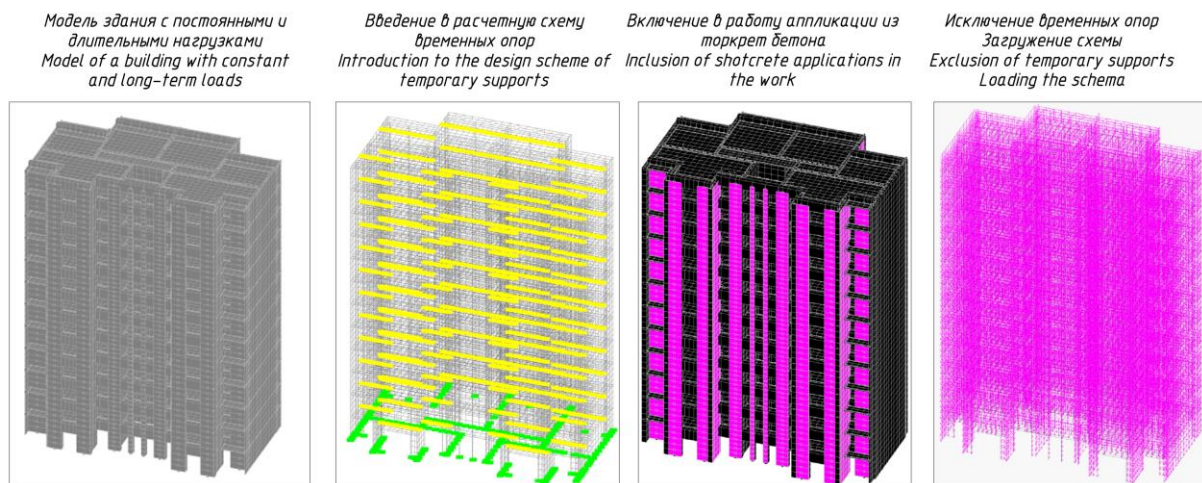 Модель здания с постоянными и
длительными нагрузками
Model of a building with constant
and long-term loads
Введение в расчетную схему
временных опор
Introduction to the design scheme of
temporary supports
Включение в работу аппликации из
торкрет бетона
Inclusion of shotcrete applications in
the work
Исключение временных опор
Загружение схемы
Exclusion of temporary supports
Loading the schema